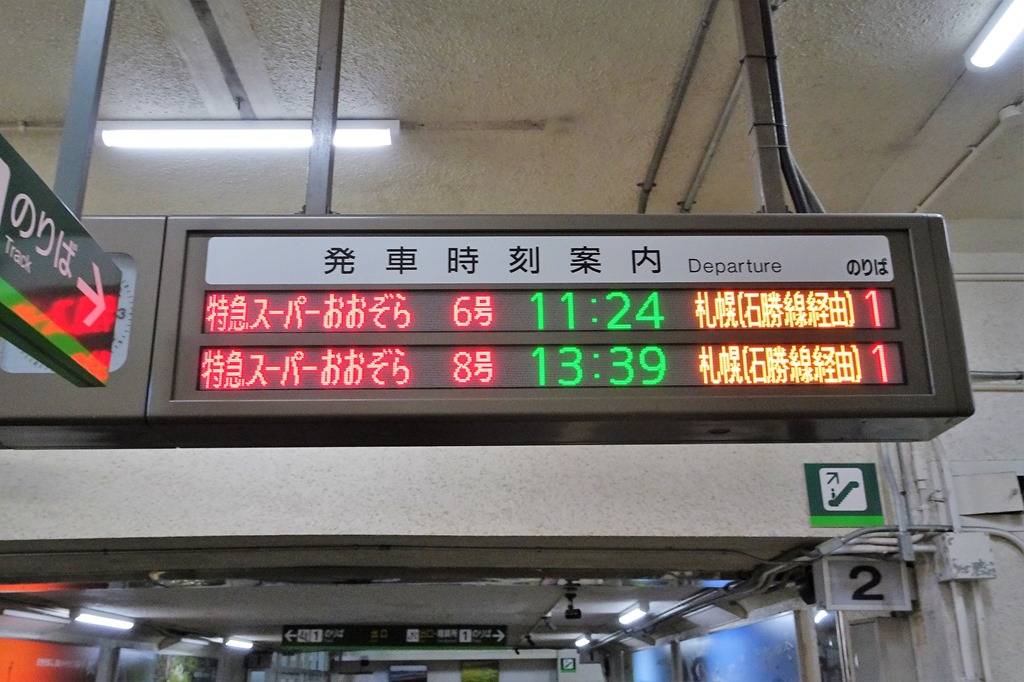 のりば
Track
発車時刻案内 Departure のりば
特急スーパーおおぞら 6号 11:24 札幌(石勝線経由) 1
特急スーパーおおぞら 8号 13:39 札幌(石勝線経由) 1
2
1 のりば 出口 1 のりば